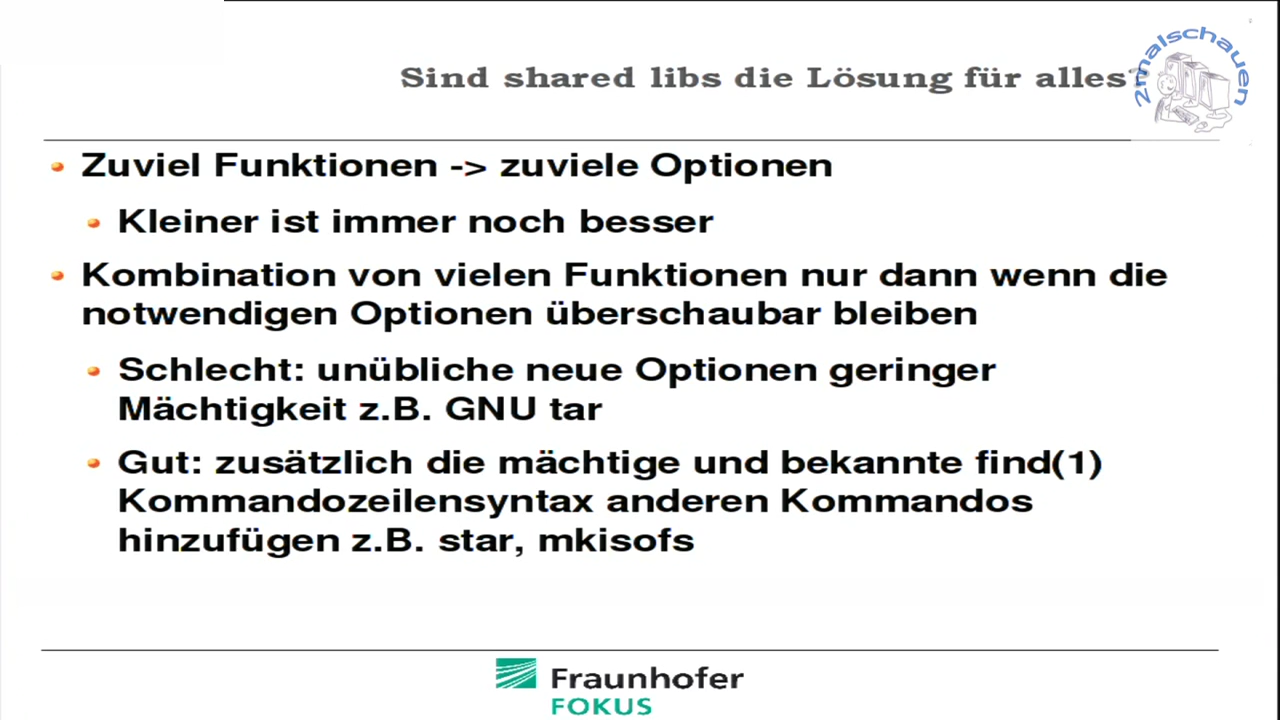 Sind shared libs die Lösung für alles?
2malschauen
Zuviel Funktionen -> zuviele Optionen
Kleiner ist immer noch besser
Kombination von vielen Funktionen nur dann wenn die
notwendigen Optionen überschaubar bleiben
Schlecht: unübliche neue Optionen geringer
Mächtigkeit z.B. GNU tar
Gut: zusätzlich die mächtige und bekannte find(1)
Kommandozeilensyntax anderen Kommandos
hinzufügen z.B. star, mkisofs
Fraunhofer
FOKUS